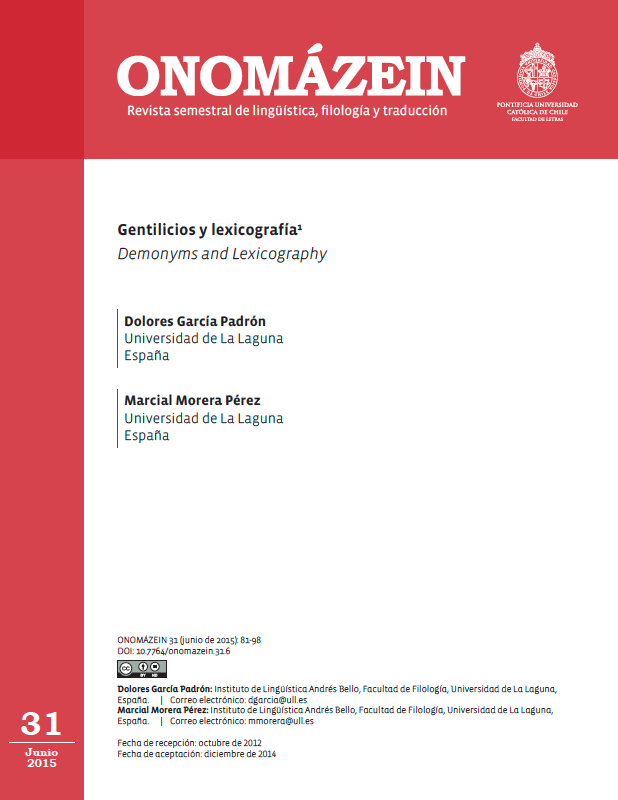 ONOMÁZEIN
Revista semestral de lingüística, filología y traducción
PONTIFICIA UNIVERSIDAD
CATÓLICA DE CHILE
FACULTAD DE LETRAS
Gentilicios y lexicografía¹
Demonyms and Lexicography
Dolores García Padrón
Universidad de La Laguna
España
Marcial Morera Pérez
Universidad de La Laguna
España
ONOMÁZEIN 31 (junio de 2015): 81-98
DOI: 10.7764/onomazein.31.6
cc
BY ND
Dolores García Padrón: Instituto de Lingüística Andrés Bello, Facultad de Filología, Universidad de La Laguna,
España. | Correo electrónico: dgarcia@ull.es
Marcial Morera Pérez: Instituto de Lingüística Andrés Bello, Facultad de Filología, Universidad de La Laguna,
España. | Correo electrónico: mmorera@ull.es
Fecha de recepción: octubre de 2012
Fecha de aceptación: diciembre de 2014
31
Junio
2015